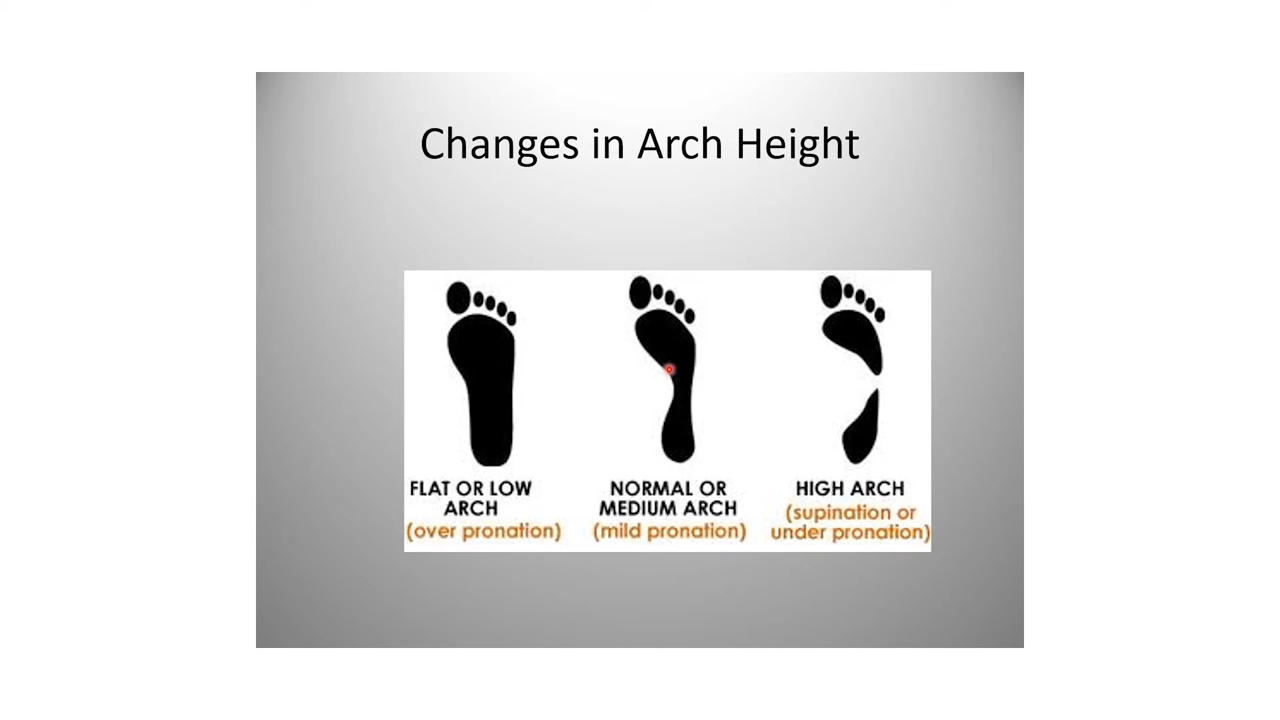 Changes in Arch Height
FLAT OR LOW
ARCH
(over pronation)
NORMAL OR
MEDIUM ARCH
(mild pronation)
HIGH ARCH
(supination or
under pronation)